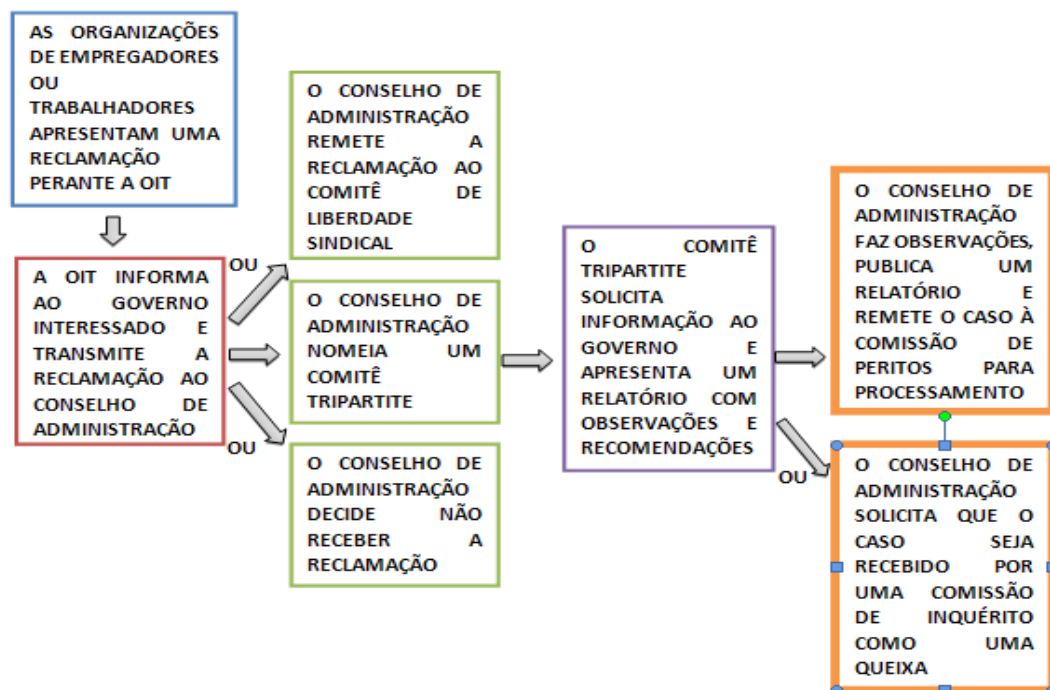 AS ORGANIZAÇÕES
DE EMPREGADORES
OU
TRABALHADORES
APRESENTAM UMA
RECLAMAÇÃO
PERANTE A OIT
A OIT INFORMA
AO GOVERNO
INTERESSADO E
TRANSMITE A
RECLAMAÇÃO AO
CONSELHO DE
ADMINISTRAÇÃO
OU
OU
O CONSELHO DE
ADMINISTRAÇÃO
REMETE A
RECLAMAÇÃO AO
COMITÊ DE
LIBERDADE
SINDICAL
O CONSELHO DE
ADMINISTRAÇÃO
NOMEIA UM
COMITÊ
TRIPARTITE
O CONSELHO DE
ADMINISTRAÇÃO
DECIDE NÃO
RECEBER A
RECLAMAÇÃO
O COMITÊ
TRIPARTITE
SOLICITA
INFORMAÇÃO AO
GOVERNO E
APRESENTA UM
RELATÓRIO COM
OBSERVAÇÕES E
RECOMENDAÇÕES
OU
O CONSELHO DE
ADMINISTRAÇÃO
FAZ OBSERVAÇÕES,
PUBLICA UM
RELATÓRIO E
REMETE O CASO À
COMISSÃO DE
PERITOS PARA
PROCESSAMENTO
O CONSELHO DE
ADMINISTRAÇÃO
SOLICITA QUE O
CASO SEJA
RECEBIDO POR
UMA COMISSÃO
DE INQUÉRITO
COMO UMA
QUEIXA